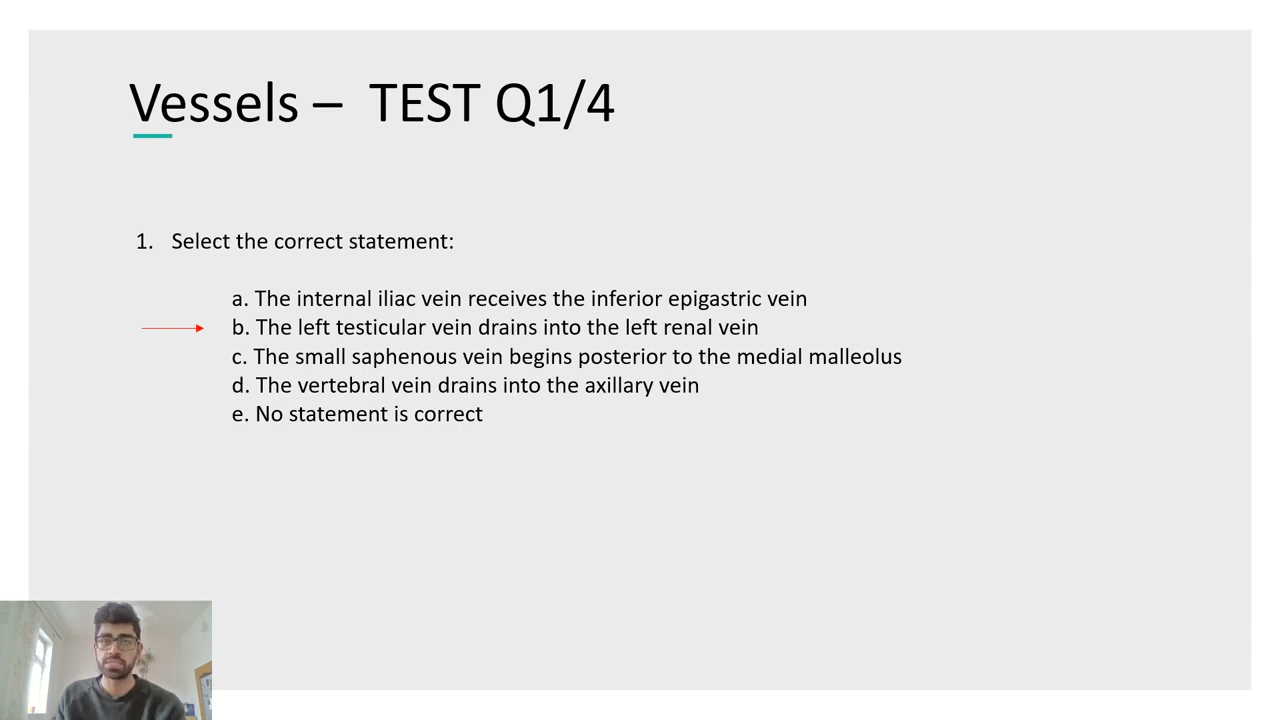 Vessels – TEST Q1/4
1. Select the correct statement:
a. The internal iliac vein receives the inferior epigastric vein
b. The left testicular vein drains into the left renal vein
c. The small saphenous vein begins posterior to the medial malleolus
d. The vertebral vein drains into the axillary vein
e. No statement is correct